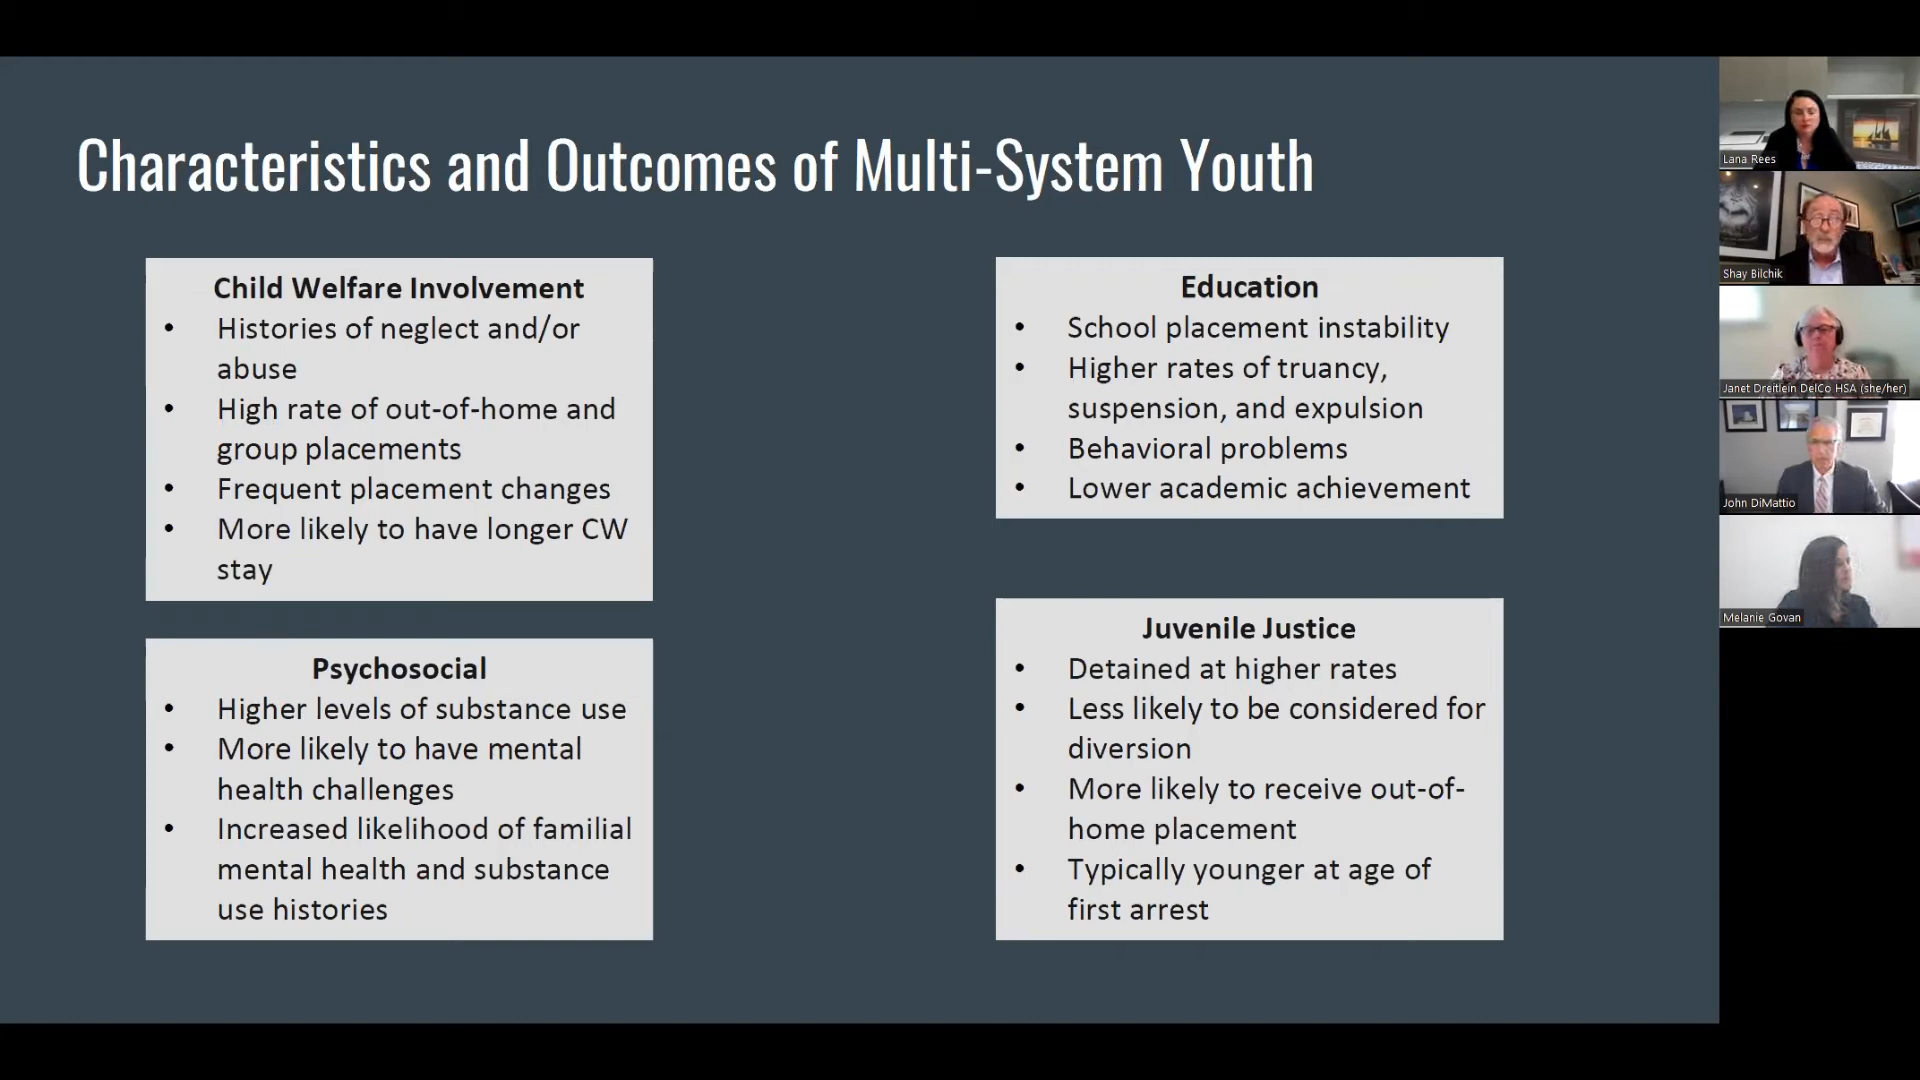 Characteristics and Outcomes of Multi-System Youth
Child Welfare Involvement
• Histories of neglect and/or
abuse
• High rate of out-of-home and
group placements
• Frequent placement changes
• More likely to have longer CW
stay
Psychosocial
• Higher levels of substance use
• More likely to have mental
health challenges
• Increased likelihood of familial
mental health and substance
use histories
Education
• School placement instability
• Higher rates of truancy,
suspension, and expulsion
• Behavioral problems
• Lower academic achievement
Juvenile Justice
• Detained at higher rates
• Less likely to be considered for
diversion
• More likely to receive out-of-
home placement
• Typically younger at age of
first arrest
Lana Rees
Shay Bilchik
Janet Dreitlein DelCo HSA (she/her)
John DiMattio
Melanie Govan